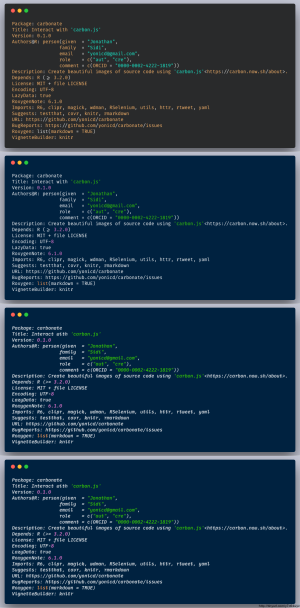 Package: carbonate
Title: Interact with 'carbon.js'
Version: 0.1.0
Authors@R: person(given = "Jonathan",
family = "Sidi",
email = "yonicd@gmail.com",
role = c("aut", "cre"),
comment = c(ORCID = "0000-0002-4222-1819"))
Description: Create beautiful images of source code using 'carbon.js'<https://carbon.now.sh/about>.
Depends: R (≥ 3.2.0)
License: MIT + file LICENSE
Encoding: UTF-8
LazyData: true
RoxygenNote: 6.1.0
Imports: R6, clipr, magick, wdman, RSelenium, utils, httr, rtweet, yaml
Suggests: testthat, covr, knitr, rmarkdown
URL: https://github.com/yonicd/carbonate
BugReports: https://github.com/yonicd/carbonate/issues
Roxygen: list(markdown = TRUE)
VignetteBuilder: knitr
Package: carbonate
Title: Interact with 'carbon.js'
Version: 0.1.0
Authors@R: person(given = "Jonathan",
family = "Sidi",
email = "yonicd@gmail.com",
role = c("aut", "cre"),
comment = c(ORCID = "0000-0002-4222-1819"))
Description: Create beautiful images of source code using 'carbon.js'<https://carbon.now.sh/about>.
Depends: R (≥ 3.2.0)
License: MIT + file LICENSE
Encoding: UTF-8
LazyData: true
RoxygenNote: 6.1.0
Imports: R6, clipr, magick, wdman, RSelenium, utils, httr, rtweet, yaml
Suggests: testthat, covr, knitr, rmarkdown
URL: https://github.com/yonicd/carbonate
BugReports: https://github.com/yonicd/carbonate/issues
Roxygen: list(markdown = TRUE)
VignetteBuilder: knitr
Package: carbonate
Title: Interact with 'carbon.js'
Version: 0.1.0
Authors@R: person(given = "Jonathan",
family = "Sidi",
email = "yonicd@gmail.com",
role = c("aut", "cre"),
comment = c(ORCID = "0000-0002-4222-1819"))
Description: Create beautiful images of source code using 'carbon.js'<https://carbon.now.sh/about>.
Depends: R (>= 3.2.0)
License: MIT + file LICENSE
Encoding: UTF-8
LazyData: true
RoxygenNote: 6.1.0
Imports: R6, clipr, magick, wdman, RSelenium, utils, httr, rtweet, yaml
Suggests: testthat, covr, knitr, rmarkdown
URL: https://github.com/yonicd/carbonate
BugReports: https://github.com/yonicd/carbonate/issues
Roxygen: list(markdown = TRUE)
VignetteBuilder: knitr
Package: carbonate
Title: Interact with 'carbon.js'
Version: 0.1.0
Authors@R: person(given = "Jonathan",
family = "Sidi",
email = "yonicd@gmail.com",
role = c("aut", "cre"),
comment = c(ORCID = "0000-0002-4222-1819"))
Description: Create beautiful images of source code using 'carbon.js'<https://carbon.now.sh/about>.
Depends: R (>= 3.2.0)
License: MIT + file LICENSE
Encoding: UTF-8
LazyData: true
RoxygenNote: 6.1.0
Imports: R6, clipr, magick, wdman, RSelenium, utils, httr, rtweet, yaml
Suggests: testthat, covr, knitr, rmarkdown
URL: https://github.com/yonicd/carbonate
BugReports: https://github.com/yonicd/carbonate/issues
Roxygen: list(markdown = TRUE)
VignetteBuilder: knitr